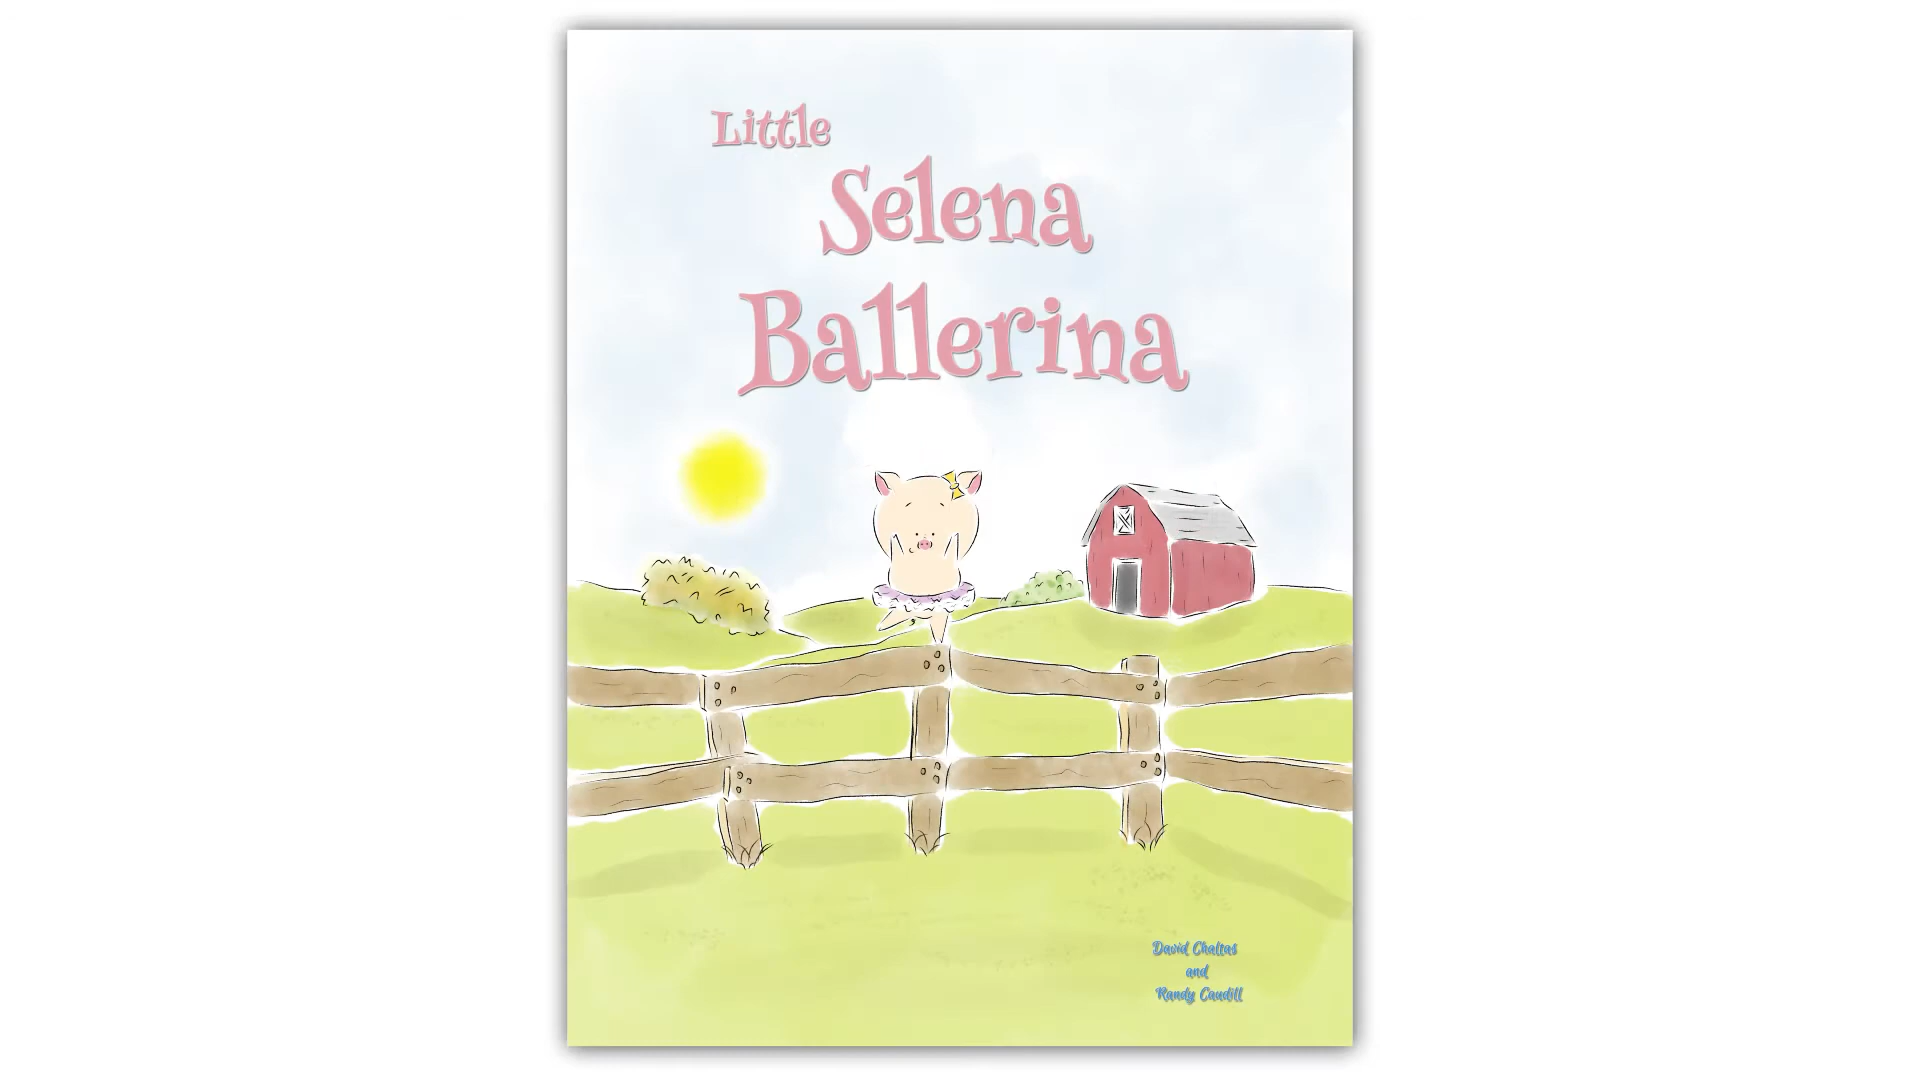 Little
Selena
Ballerina
David Chaltas
and
Randy Caudill